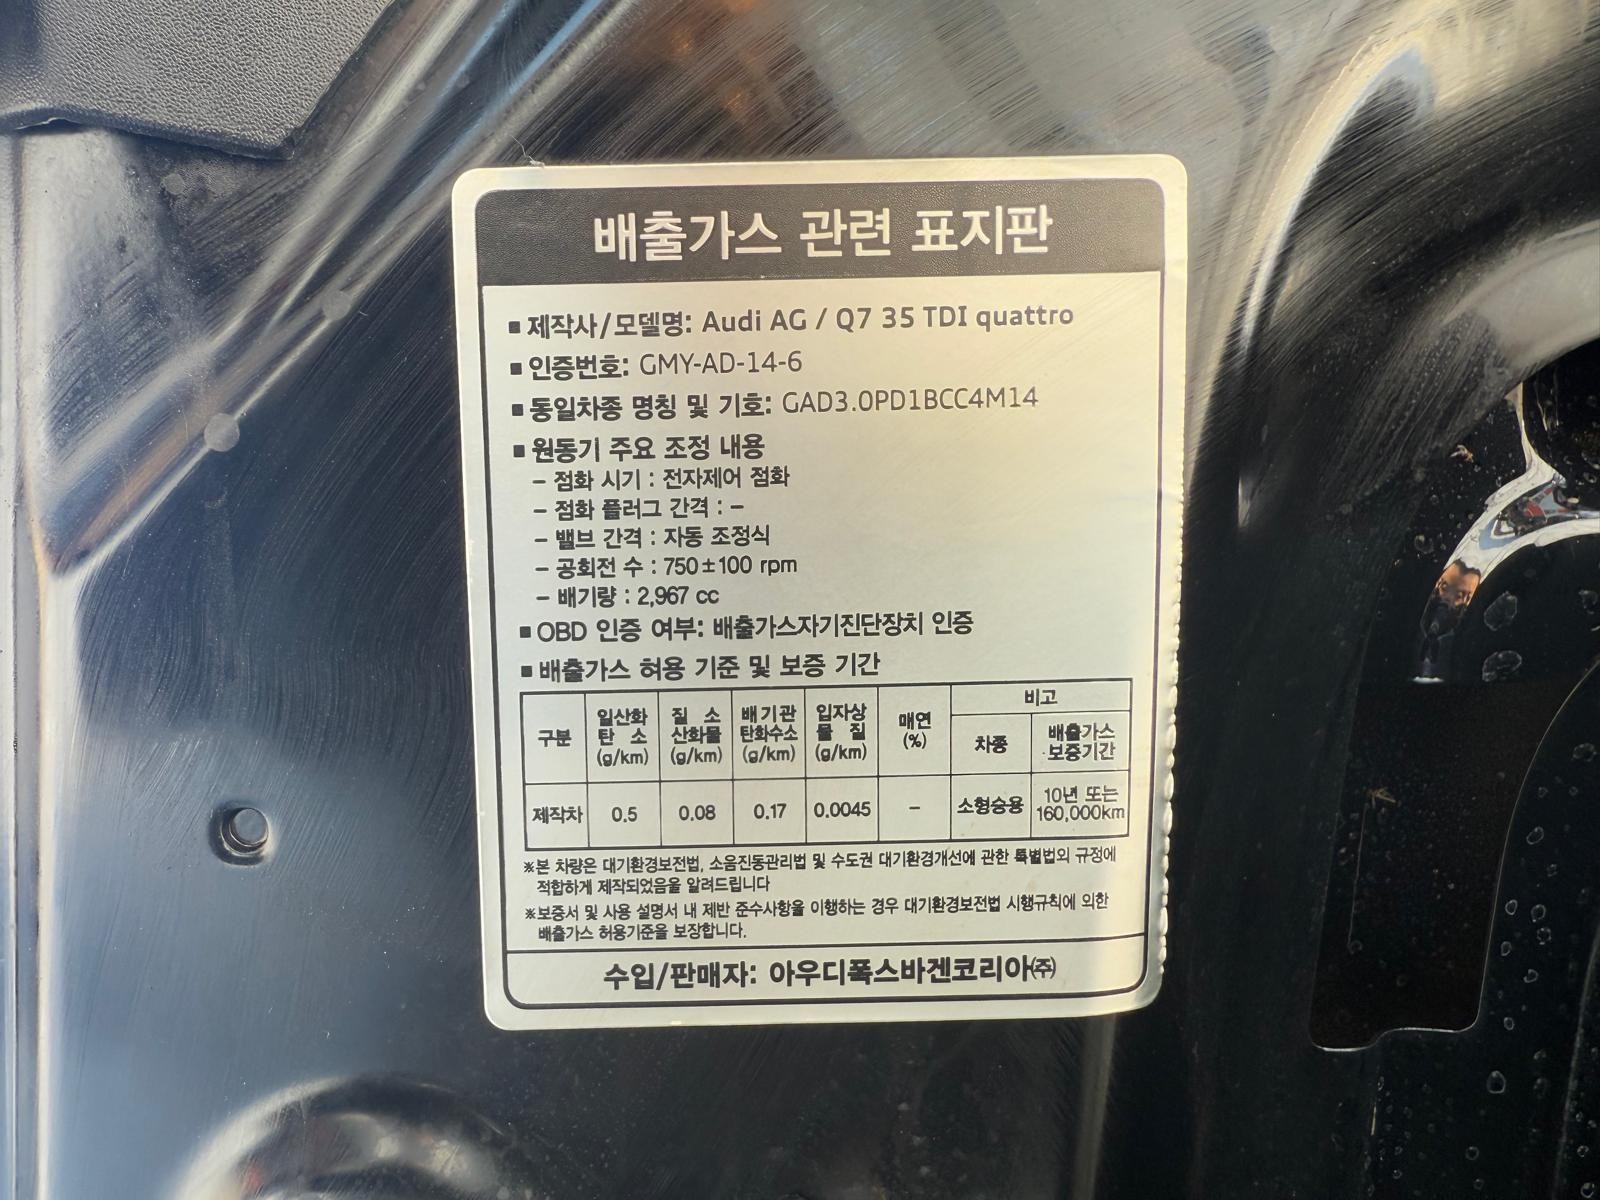 배출가스 관련 표지판
▪ 제작사/모델명: Audi AG / Q7 35 TDI quattro
▪ 인증번호: GMY-AD-14-6
▪ 동일차종 명칭 및 기호: GAD3.0PD1BCC4M14
▪ 원동기 주요 조정 내용
– 점화 시기 : 전자제어 점화
– 점화 플러그 간격 : –
– 밸브 간격 : 자동 조정식
– 공회전 수 : 750±100 rpm
– 배기량 : 2,967 cc
▪ OBD 인증 여부: 배출가스자기진단장치 인증
▪ 배출가스 허용 기준 및 보증 기간
구분
일산화
탄 소
(g/km)
질 소
산화물
(g/km)
배기관
탄화수소
(g/km)
입자상
물 질
(g/km)
매연
(%)
비고
차종
배출가스
보증기간
제작차
0.5
0.08
0.17
0.0045
–
소형승용
10년 또는
160,000km
※본 차량은 대기환경보전법, 소음진동관리법 및 수도권 대기환경개선에 관한 특별법의 규정에
적합하게 제작되었음을 알려드립니다
※보증서 및 사용 설명서 내 제반 준수사항을 이행하는 경우 대기환경보전법 시행규칙에 의한
배출가스 허용기준을 보장합니다.
수입/판매자: 아우디폭스바겐코리아㈜